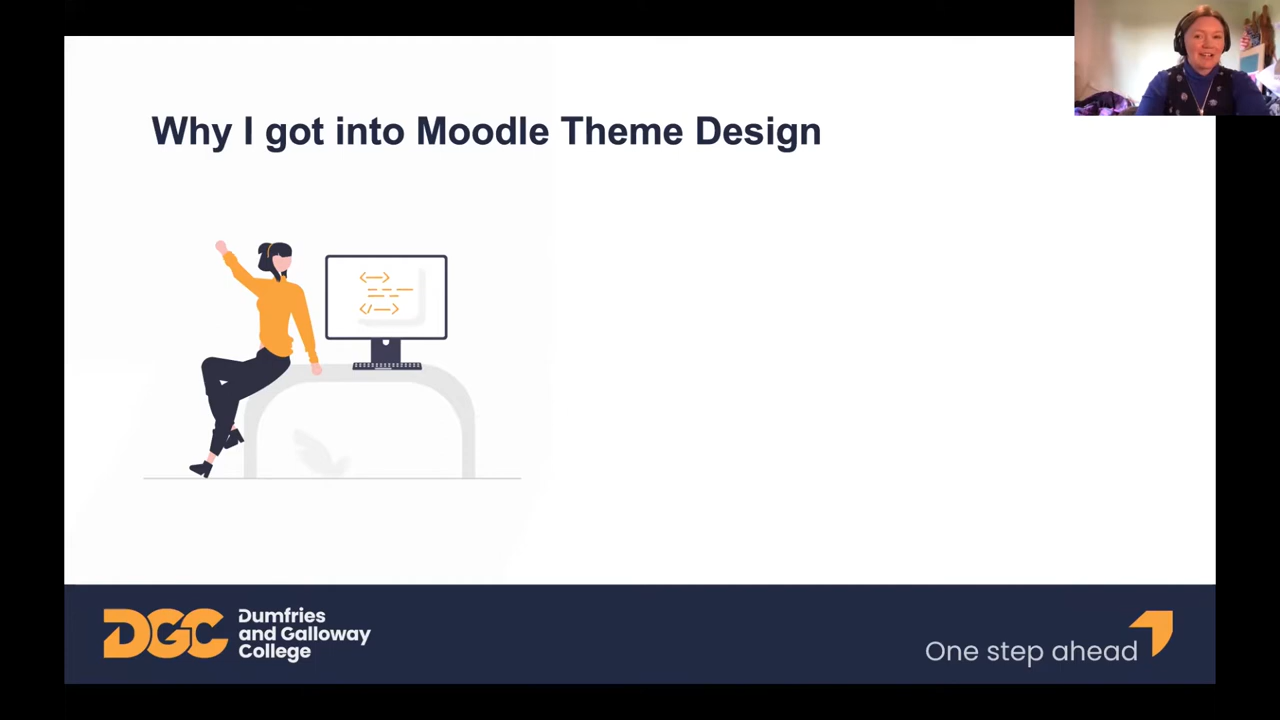 Why I got into Moodle Theme Design
DGC
Dumfries
and Galloway
College
One step ahead